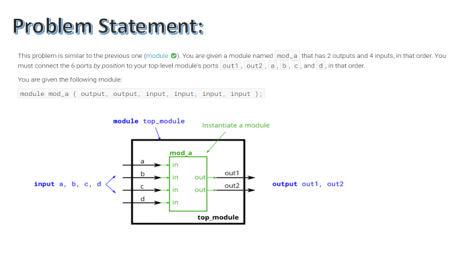 Problem Statement:
This problem is similar to the previous one (module). You are given a module named mod_a that has 2 outputs and 4 inputs, in that order. You
must connect the 6 ports by position to your top-level module's ports out1, out2, a, b, c, and d, in that order.
You are given the following module:
module mod_a ( output, output, input, input, input, input );
module top_module
Instantiate a module
mod_a
a in
b in out out1
c in out out2
d in
input a, b, c, d
output out1, out2
top_module